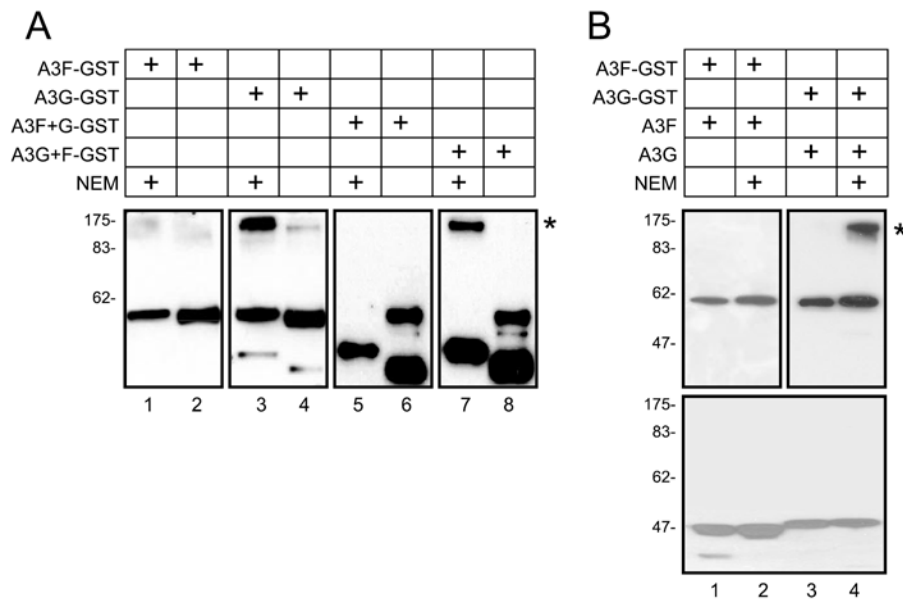 A
A3F-GST + +
A3G-GST + +
A3F+G-GST + +
A3G+F-GST + +
NEM + + + +
175-
83-
62-
*
1 2 3 4 5 6 7 8
B
A3F-GST + +
A3G-GST + +
A3F + +
A3G + +
NEM + +
175-
83-
62-
47-
*
175-
83-
62-
47-
1 2 3 4